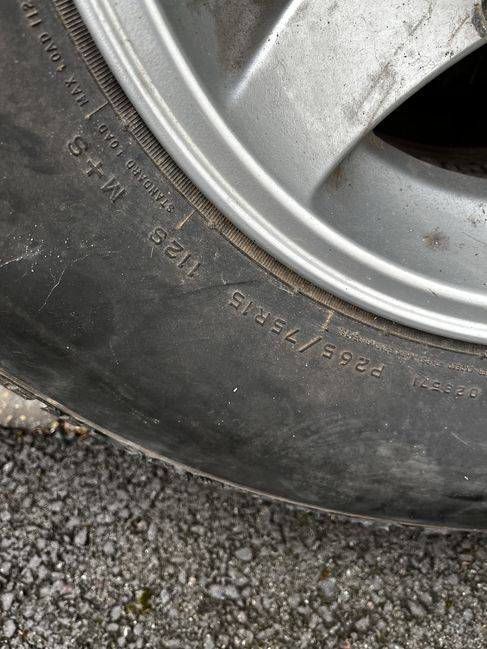 P265/75R15
112S
M+S
STANDARD LOAD
MAX LOAD